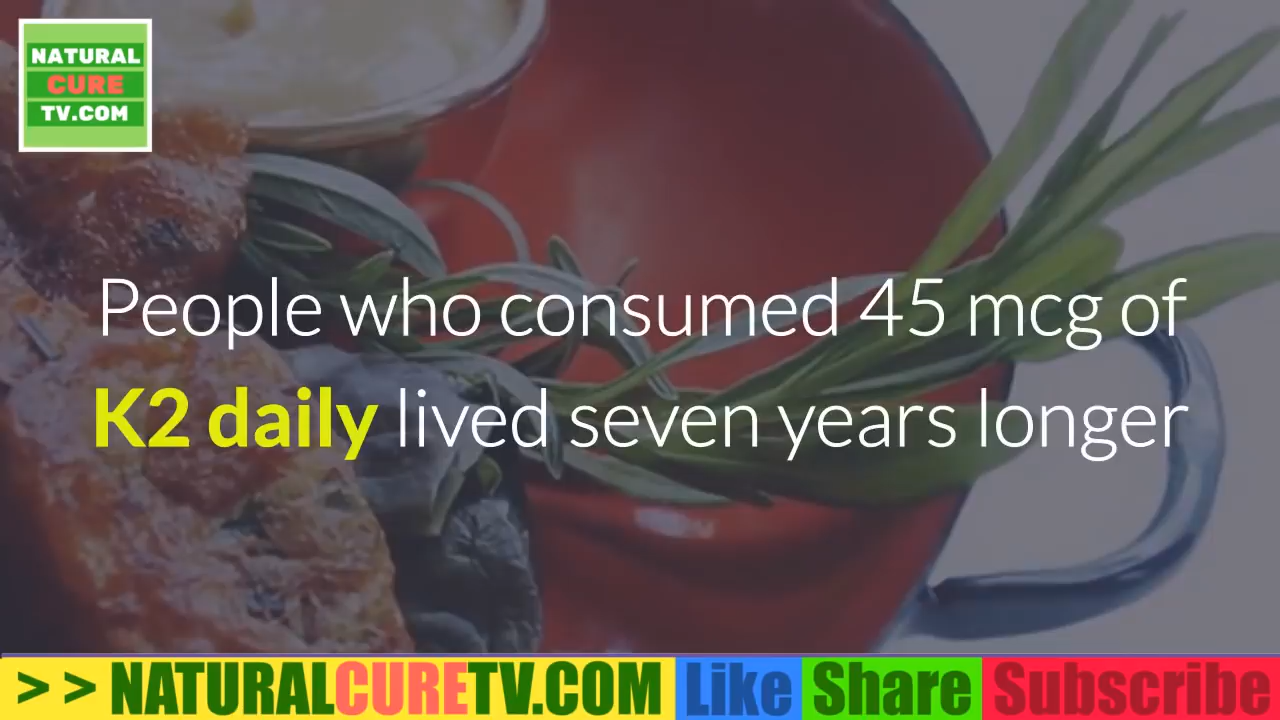 NATURAL
CURE
TV.COM
People who consumed 45 mcg of
K2 daily lived seven years longer
> > NATURALCURETV.COM Like Share Subscribe